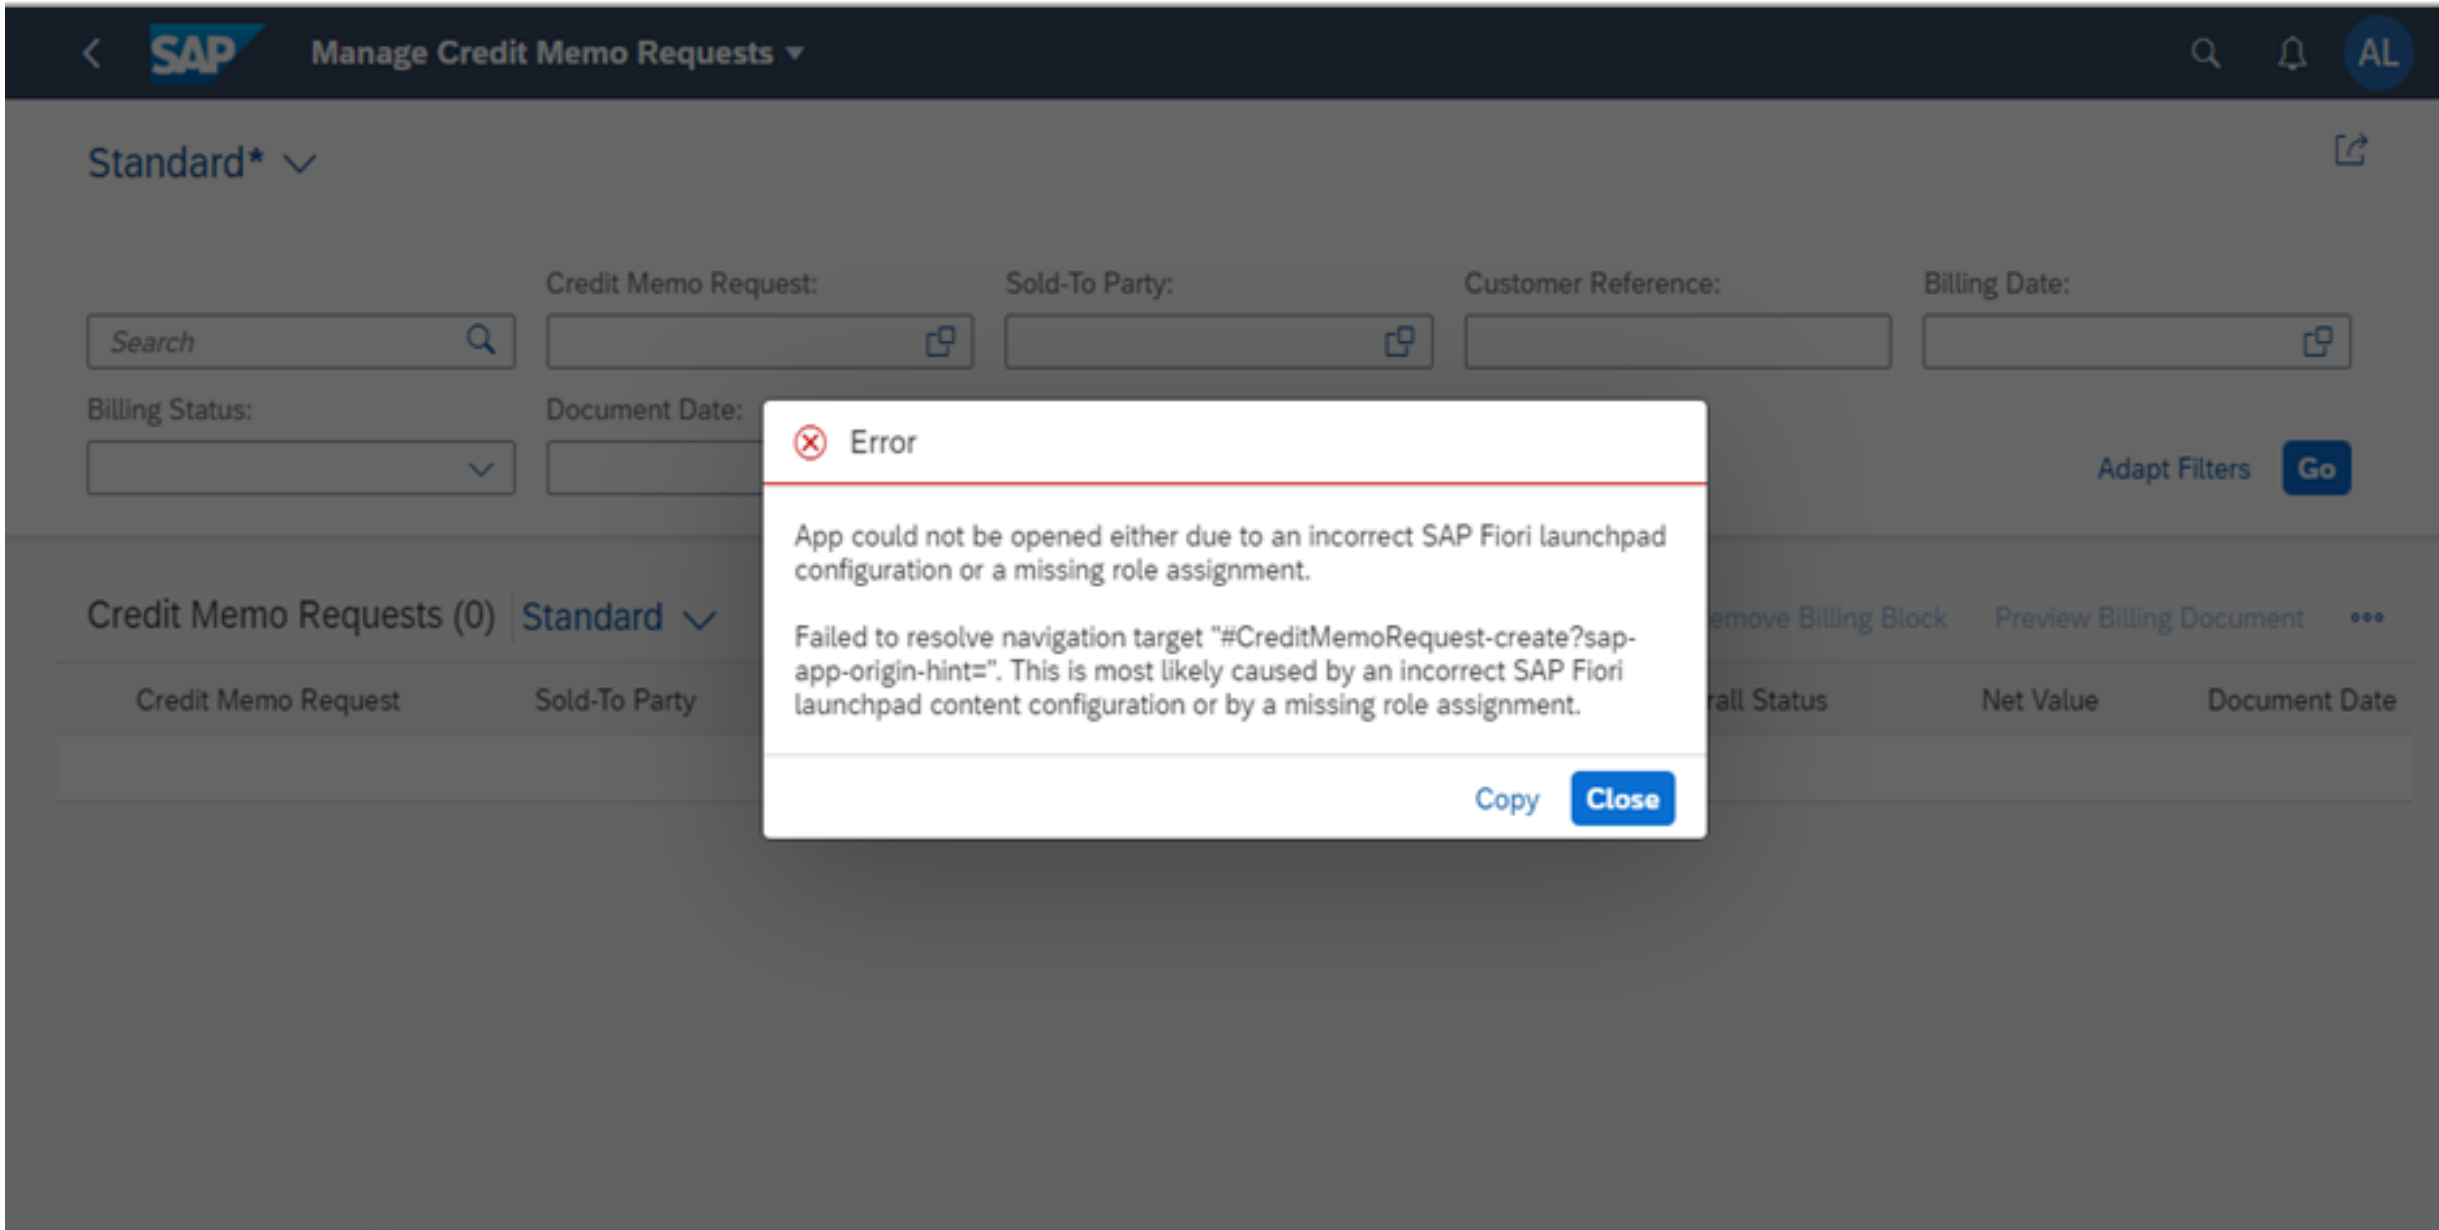 SAP Manage Credit Memo Requests AL
Standard*
Credit Memo Request: Sold-To Party: Customer Reference: Billing Date:
Search
Billing Status: Document Date:
Adapt Filters Go
Error
App could not be opened either due to an incorrect SAP Fiori launchpad
configuration or a missing role assignment.
Failed to resolve navigation target "#CreditMemoRequest-create?sap-
app-origin-hint=". This is most likely caused by an incorrect SAP Fiori
launchpad content configuration or by a missing role assignment.
Copy Close
Credit Memo Requests (0) Standard emove Billing Block Preview Billing Document
Credit Memo Request Sold-To Party rall Status Net Value Document Date